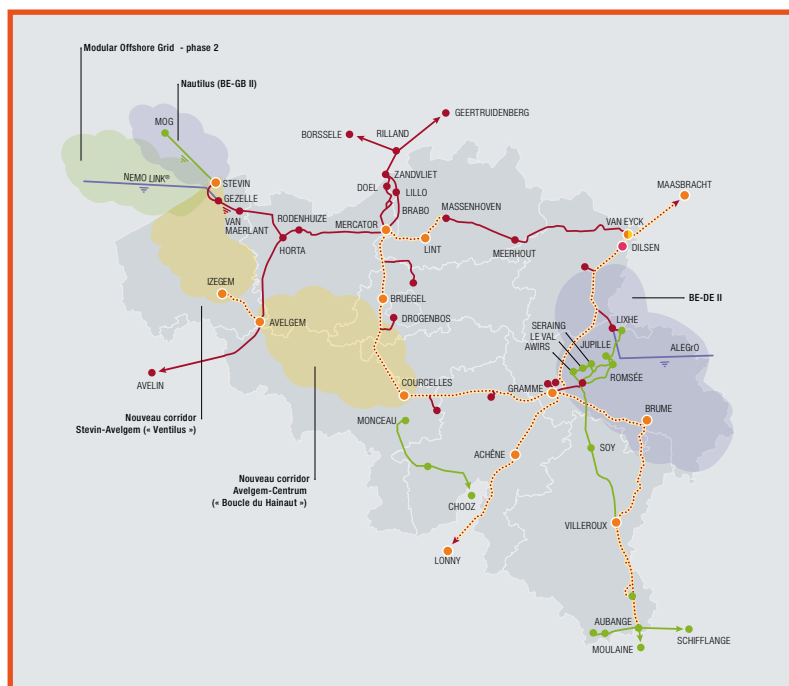 Modular Offshore Grid - phase 2
Nautilus (BE-GB II)
MOG
GEERTRUIDENBERG
BORSSELE
RILLAND
NEMO LINK®
STEVIN
GEZELLE
VAN
MAERLANT
ZANDVLIET
DOEL
LILLO
BRABO
MASSENHOVEN
MAASBRACHT
VAN EYCK
RODENHUIZE
MERCATOR
HORTA
LINT
MEERHOUT
DILSEN
IZEGEM
BRUEGEL
BE-DE II
AVELGEM
DROGENBOS
LIXHE
SERAING
LE VAL
AWIRS
JUPILLE
ALEGrO
AVELIN
COURCELLES
GRAMME
ROMSÉE
Nouveau corridor
Stevin-Avelgem (« Ventilus »)
MONCEAU
BRUME
ACHÊNE
SOY
Nouveau corridor
Avelgem-Centrum
(« Boucle du Hainaut »)
CHOOZ
VILLEROUX
LONNY
AUBANGE
MOULAINE
SCHIFFLANGE